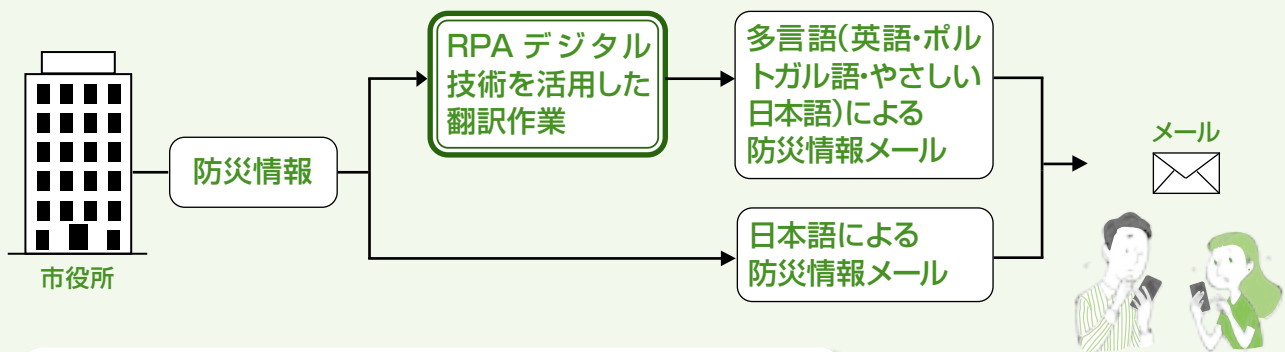 市役所
防災情報
RPA デジタル
技術を活用した
翻訳作業
多言語(英語・ポル
トガル語・やさしい
日本語)による
防災情報メール
日本語による
防災情報メール
メール